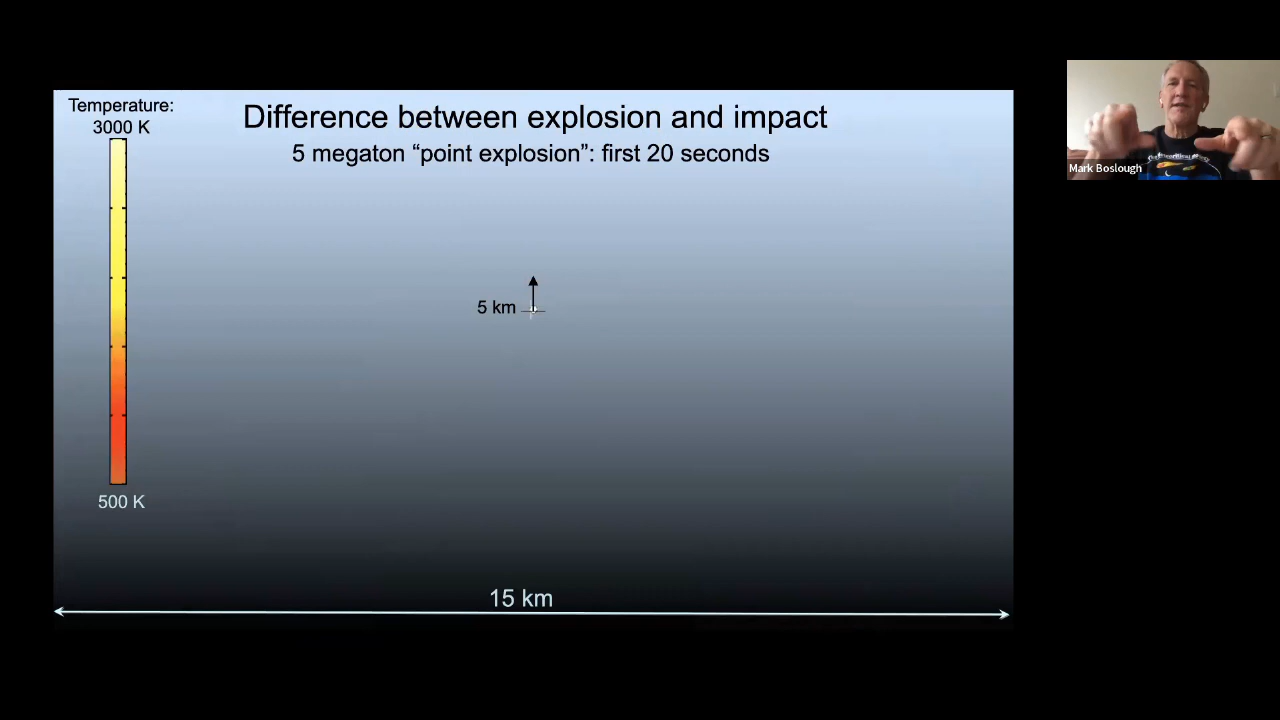 Temperature:
3000 K
Difference between explosion and impact
5 megaton “point explosion”: first 20 seconds
5 km
500 K
15 km
Mark Boslough